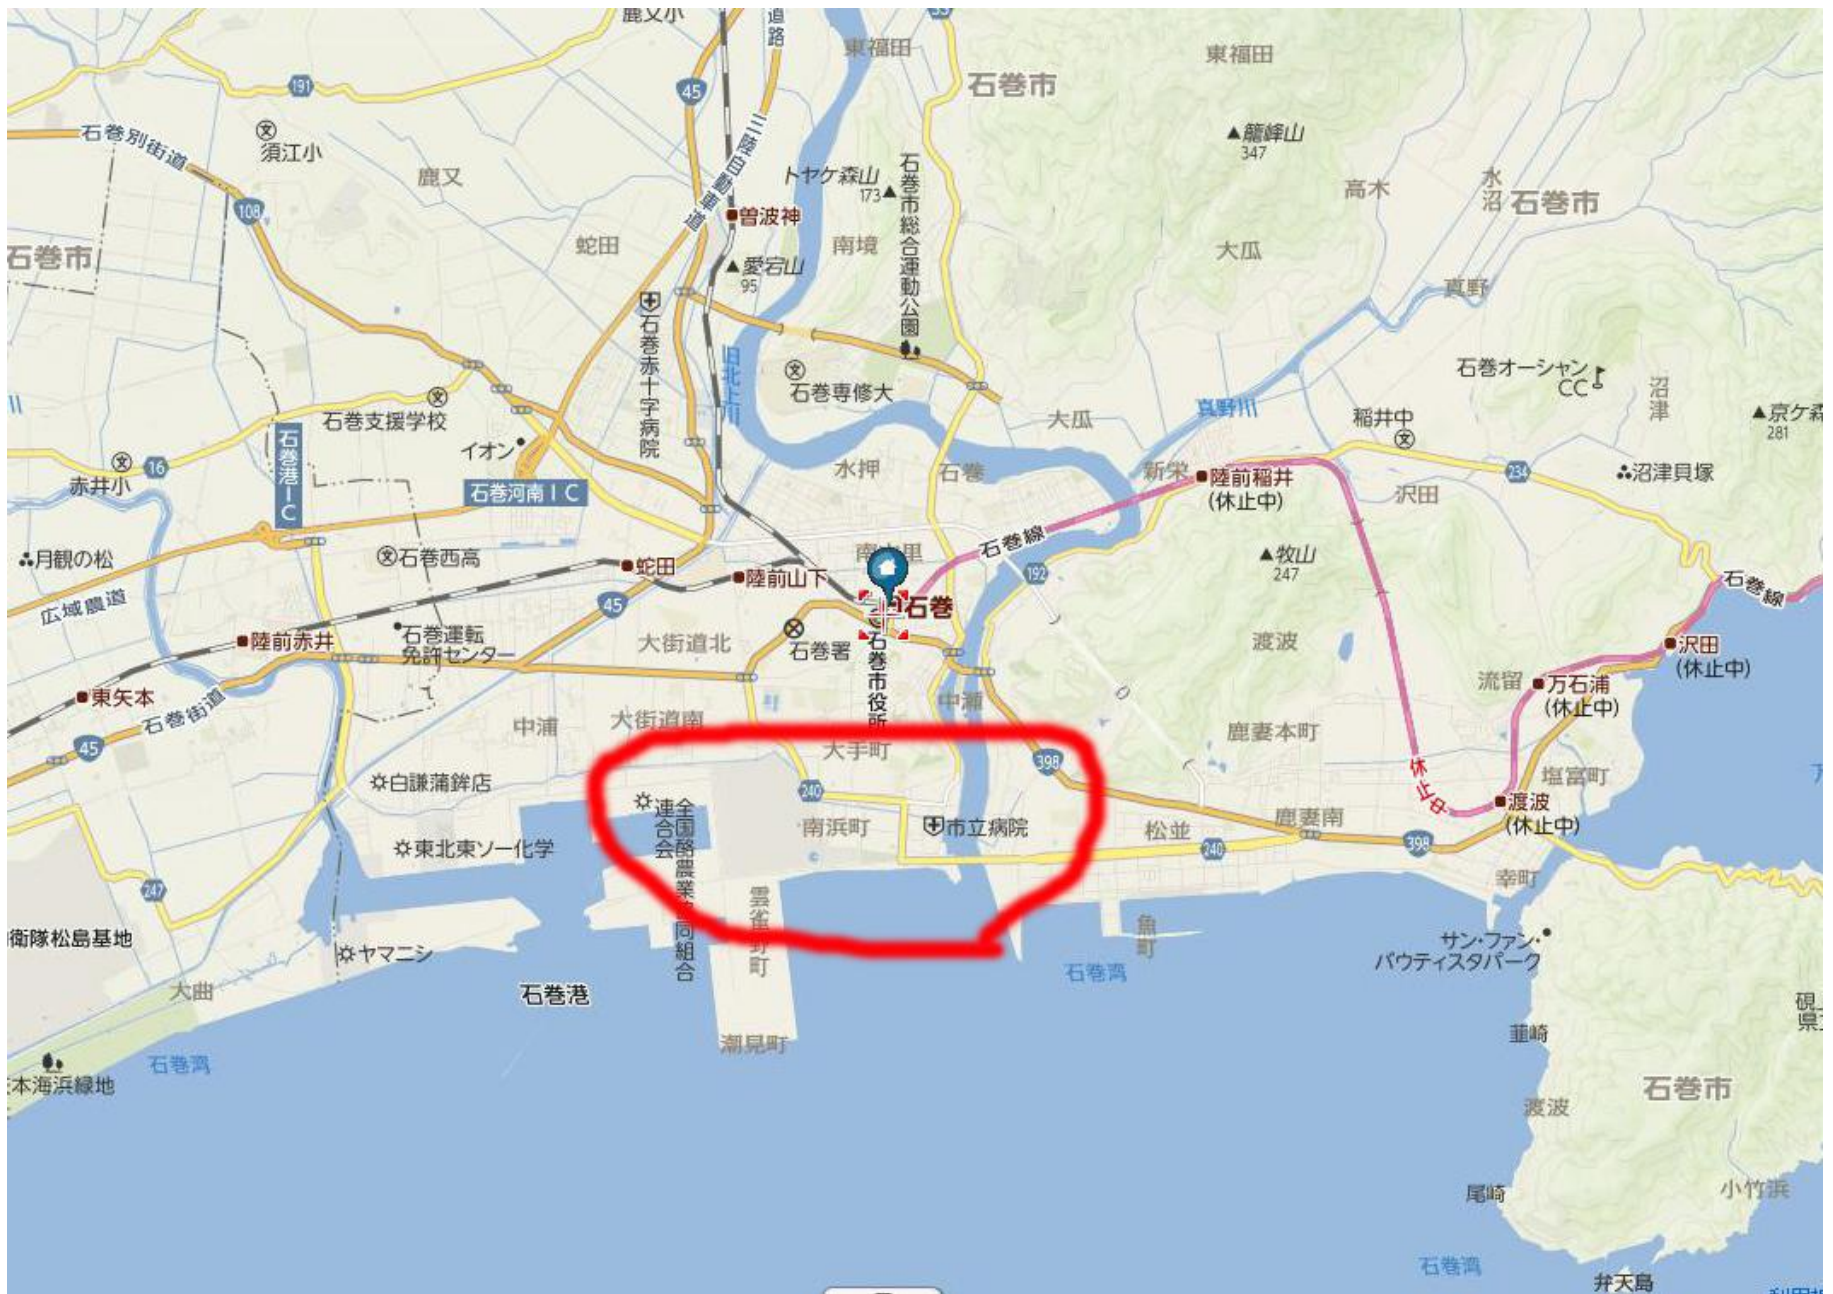 鹿又小
道路
33
東福田
東福田
45
石巻市
191
石巻別街道
三陸自動車道
籠峰山
347
須江小
鹿又
トヤケ森山
173
石巻市総合運動公園
高木
水沼
石巻市
108
曽波神
南境
石巻市
蛇田
愛宕山
95
大瓜
真野
石巻赤十字病院
旧北上川
石巻専修大
石巻オーシャンCC
沼津
京ケ森
281
石巻支援学校
大瓜
真野川
稲井中
イオン
石巻港IC
16
赤井小
石巻河南IC
水押
石巻
新栄
陸前稲井
(休止中)
234
沼津貝塚
沢田
月観の松
石巻西高
石巻線
牧山
247
蛇田
陸前山下
192
石巻線
広域農道
45
石巻
石巻運転
免許センター
陸前赤井
大街道北
石巻署
石巻市役所
渡波
沢田
(休止中)
東矢本
石巻街道
流留
万石浦
(休止中)
中浦
中浦
大街道南
大手町
鹿妻本町
45
398
白謙蒲鉾店
休止中
塩富町
240
全国酪農業協同組合
連合会
南浜町
市立病院
松並
鹿妻南
渡波
(休止中)
東北東ソー化学
240
398
247
雲雀野町
幸町
衛隊松島基地
ヤマニシ
魚町
サン・ファン・
バウティスタパーク
大曲
石巻港
石巻湾
潮見町
韮崎
石巻湾
本海浜緑地
石巻市
渡波
尾崎
小竹浜
石巻湾
弁天島